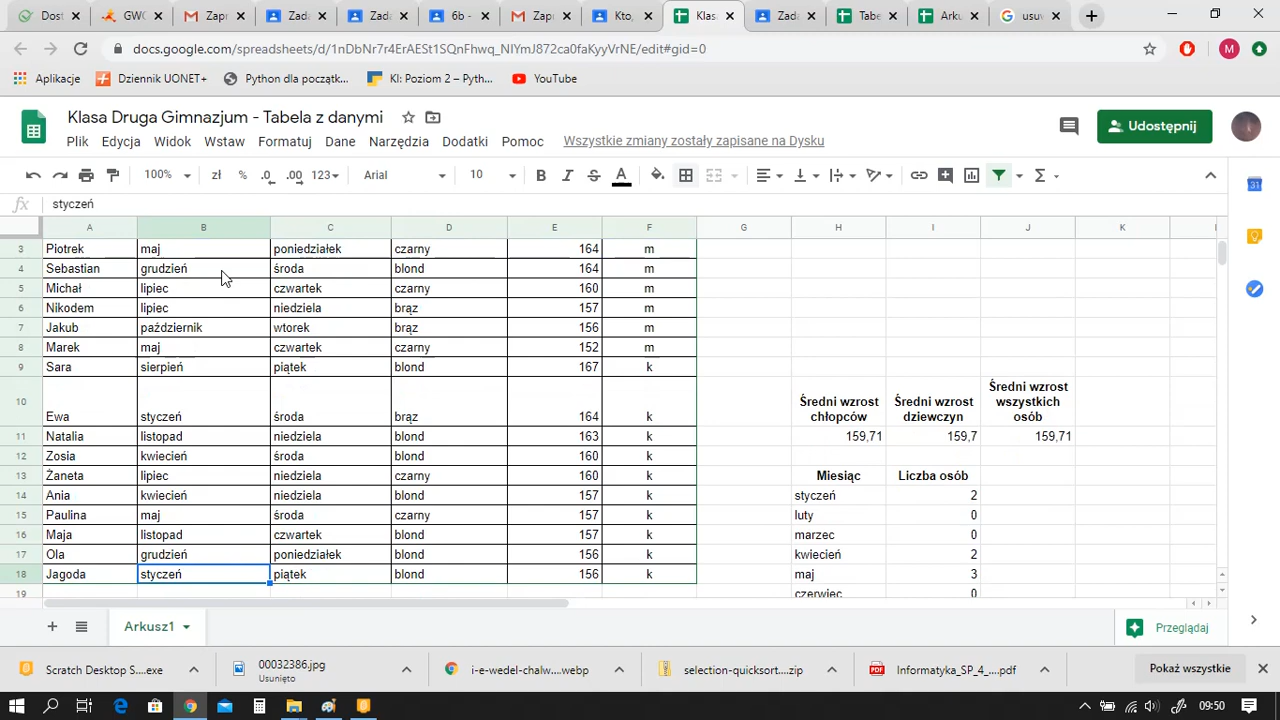 Dost
GWO
Zapr
Zada
Zada
6b -
Zapr
Kto,
Klas
Zada
Tabe
Arku
usuv
docs.google.com/spreadsheets/d/1nDbNr7r4ErAESt1SQnFhwq_NIYmJ872ca0faKyyVrNE/edit#gid=0
M
Aplikacje
Dziennik UONET+
Python dla początk...
KI: Poziom 2 – Pyth...
YouTube
Klasa Druga Gimnazjum - Tabela z danymi
Udostępnij
Plik Edycja Widok Wstaw Formatuj Dane Narzędzia Dodatki Pomoc Wszystkie zmiany zostały zapisane na Dysku
100% zł % .0 .00 123 Arial 10 B I S A Σ
31
fx styczeń
A B C D E F G H I J K
3 Piotrek maj poniedziałek czarny 164 m
4 Sebastian grudzień środa blond 164 m
5 Michał lipiec czwartek czarny 160 m
6 Nikodem lipiec niedziela brąz 157 m
7 Jakub październik wtorek brąz 156 m
8 Marek maj czwartek czarny 152 m
9 Sara sierpień piątek blond 167 k
10 Ewa styczeń środa brąz 164 k
Średni wzrost chłopców
Średni wzrost dziewczyn
Średni wzrost wszystkich osób
11 Natalia listopad niedziela blond 163 k 159,71 159,7 159,71
12 Zosia kwiecień środa blond 160 k
13 Żaneta lipiec niedziela czarny 160 k Miesiąc Liczba osób
14 Ania kwiecień niedziela blond 157 k styczeń 2
15 Paulina maj środa czarny 157 k luty 0
16 Maja listopad czwartek blond 157 k marzec 0
17 Ola grudzień poniedziałek blond 156 k kwiecień 2
18 Jagoda styczeń piątek blond 156 k maj 3
19 czerwiec 0
Arkusz1
Przeglądaj
Scratch Desktop S....exe
00032386.jpg
Usunięto
i-e-wedel-chalw....webp
selection-quicksort....zip
Informatyka_SP_4_....pdf
Pokaż wszystkie
09:50